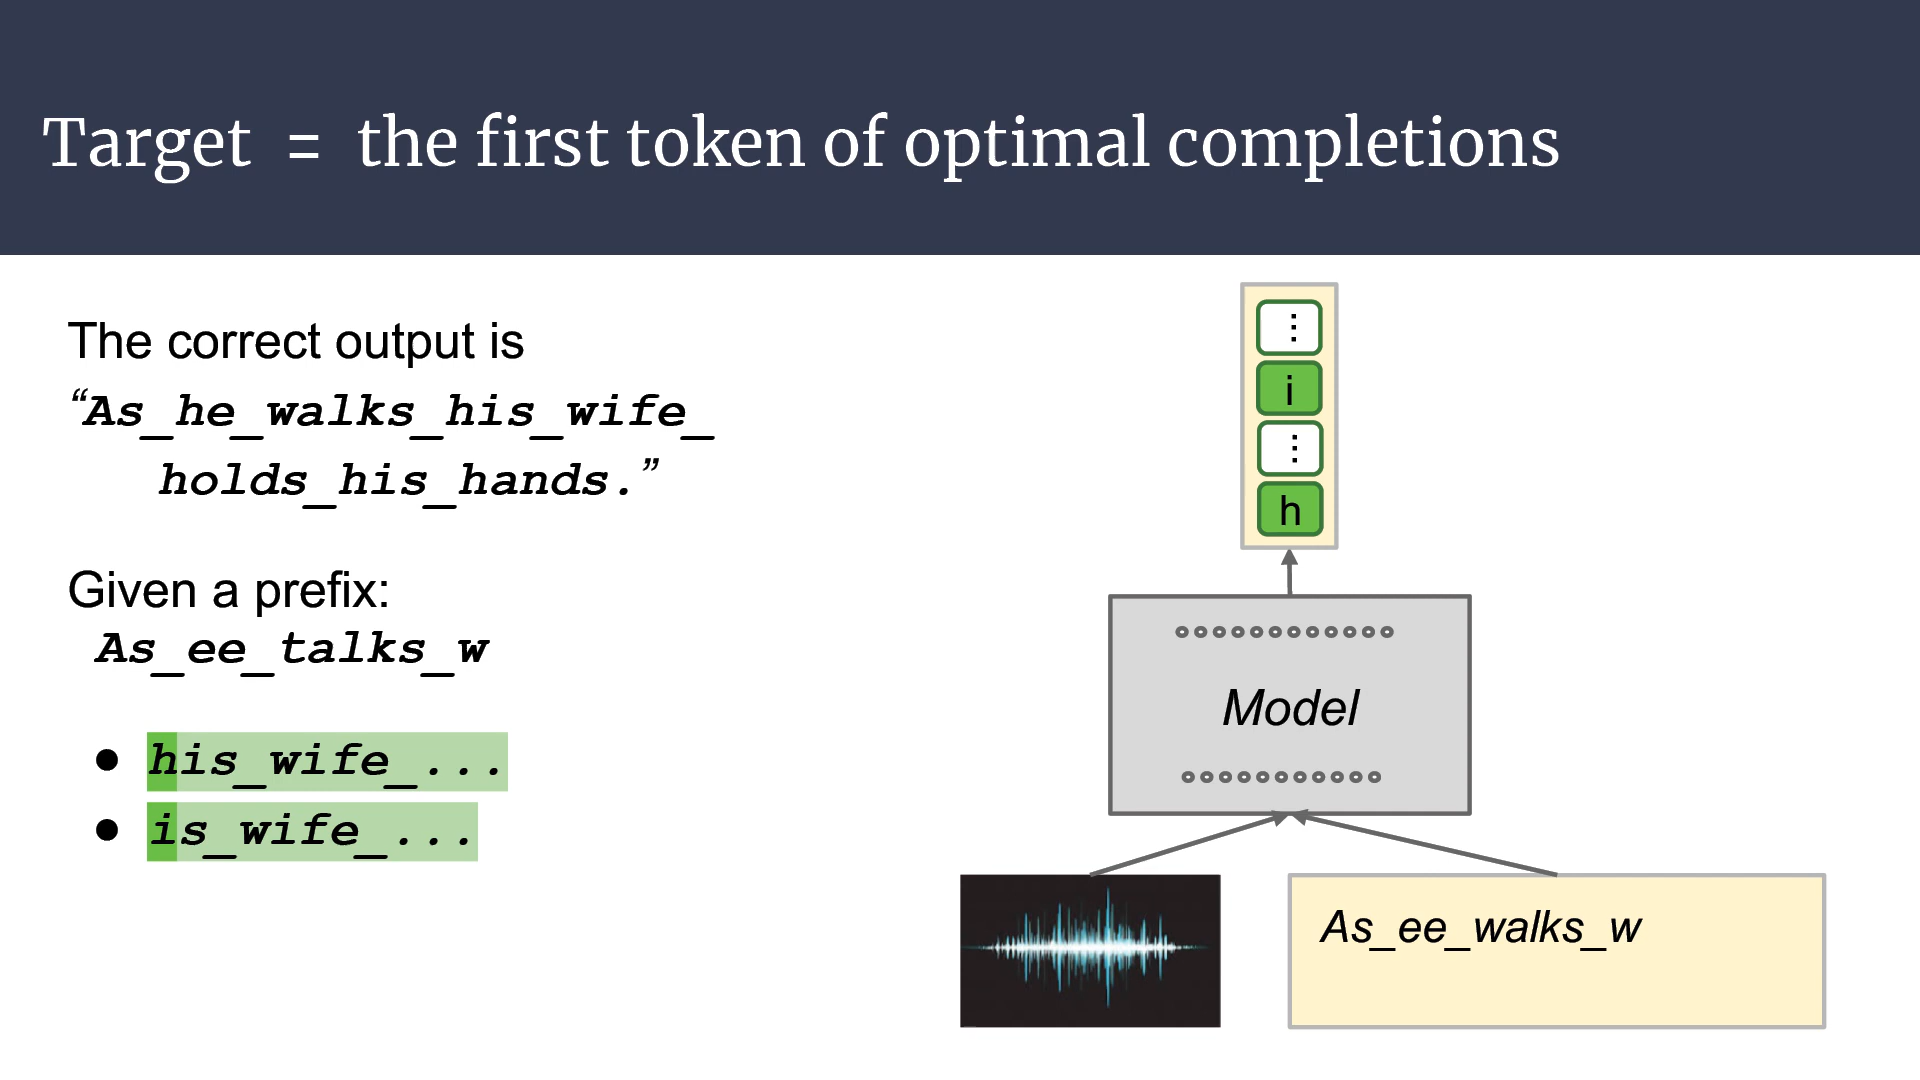 Target = the first token of optimal completions
The correct output is
“As_he_walks_his_wife_
holds_his_hands.”
Given a prefix:
As_ee_talks_w
● his_wife_...
● is_wife_...
⋮
i
⋮
h
Model
As_ee_walks_w